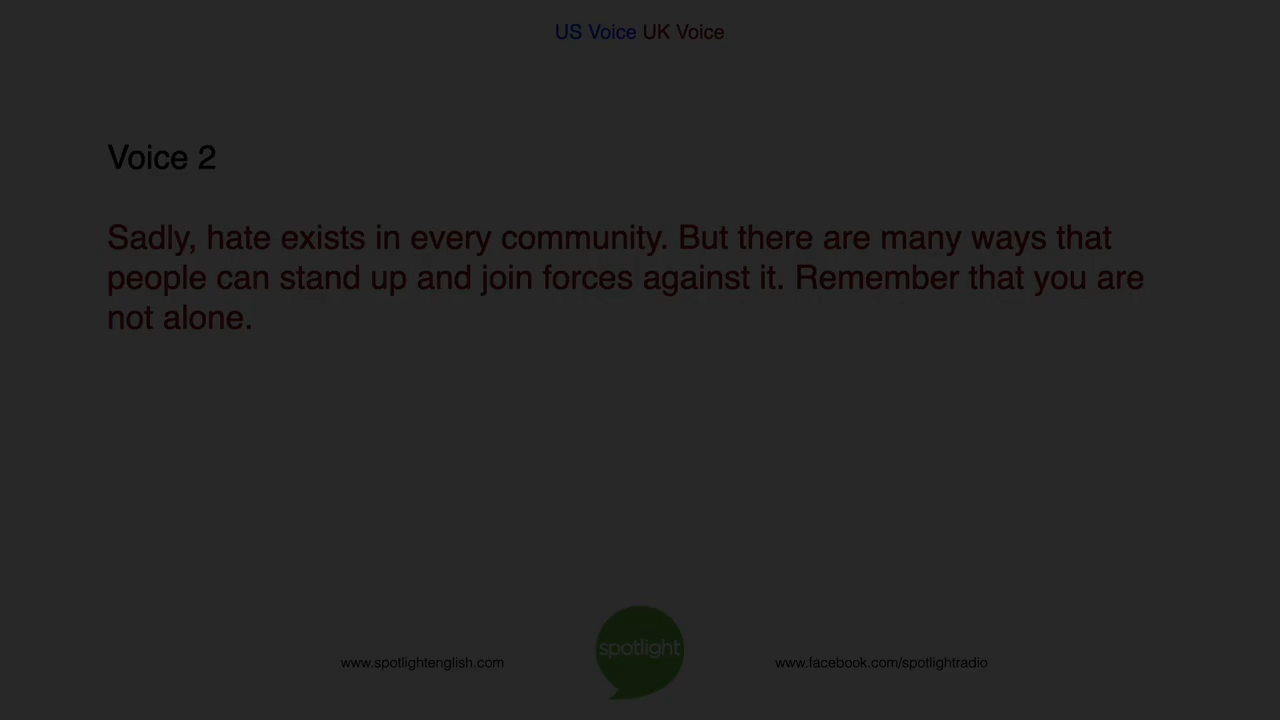 US Voice UK Voice
Voice 2
Sadly, hate exists in every community. But there are many ways that
people can stand up and join forces against it. Remember that you are
not alone.
spotlight
www.spotlightenglish.com
www.facebook.com/spotlightradio